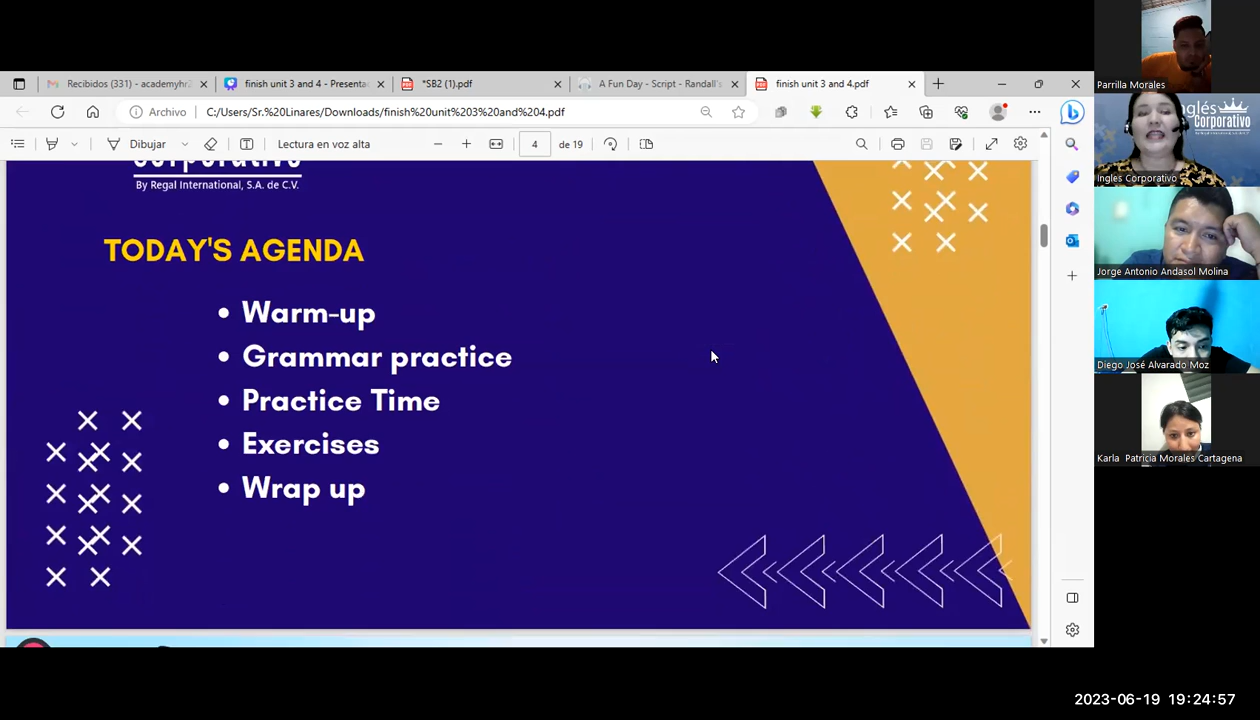 Recibidos (331) - academyhr
finish unit 3 and 4 - Presenta
*SB2 (1).pdf
A Fun Day - Script - Randall's
finish unit 3 and 4.pdf
Archivo
C:/Users/Sr.%20Linares/Downloads/finish%20unit%203%20and%204.pdf
Dibujar
Lectura en voz alta
4
de 19
By Regal International, S.A. de C.V.
TODAY'S AGENDA
• Warm-up
• Grammar practice
• Practice Time
• Exercises
• Wrap up
Parrilla Morales
Inglés Corporativo
Jorge Antonio Andasol Molina
Diego José Alvarado Moz
Karla Patricia Morales Cartagena
2023-06-19 19:24:57